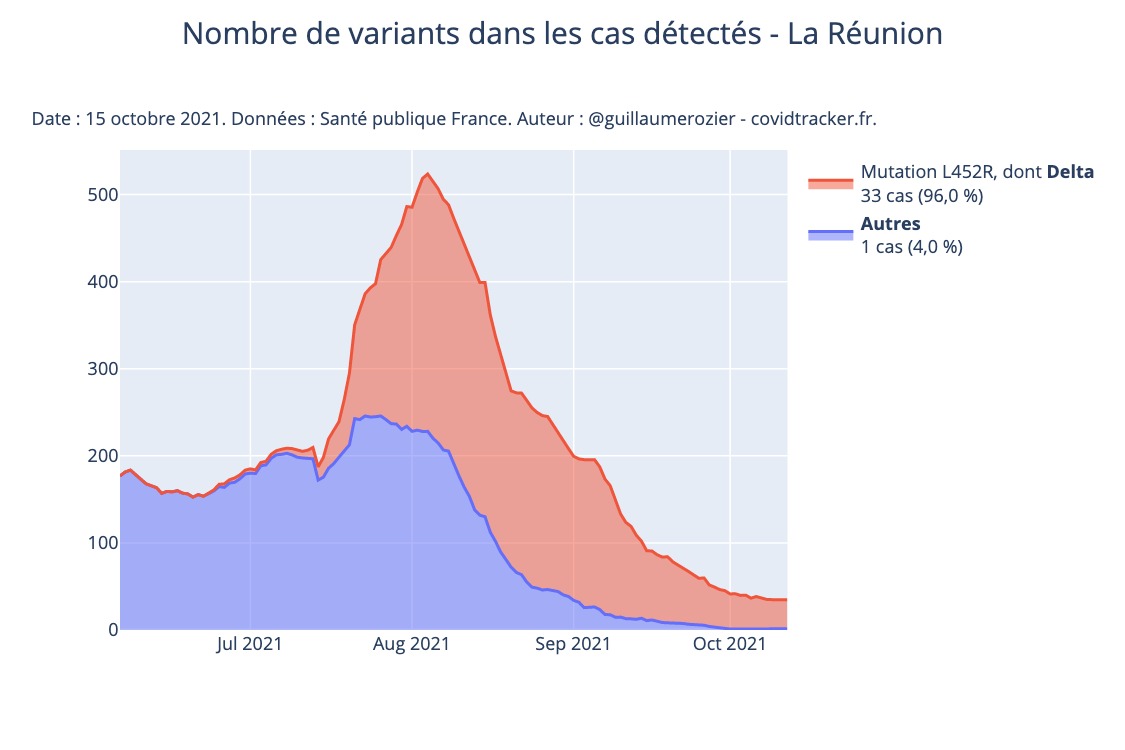 Nombre de variants dans les cas détectés - La Réunion
Date : 15 octobre 2021. Données : Santé publique France. Auteur : @guillaumerozier - covidtracker.fr.
Mutation L452R, dont Delta
33 cas (96,0 %)
Autres
1 cas (4,0 %)
500
400
300
200
100
0
Jul 2021 Aug 2021 Sep 2021 Oct 2021